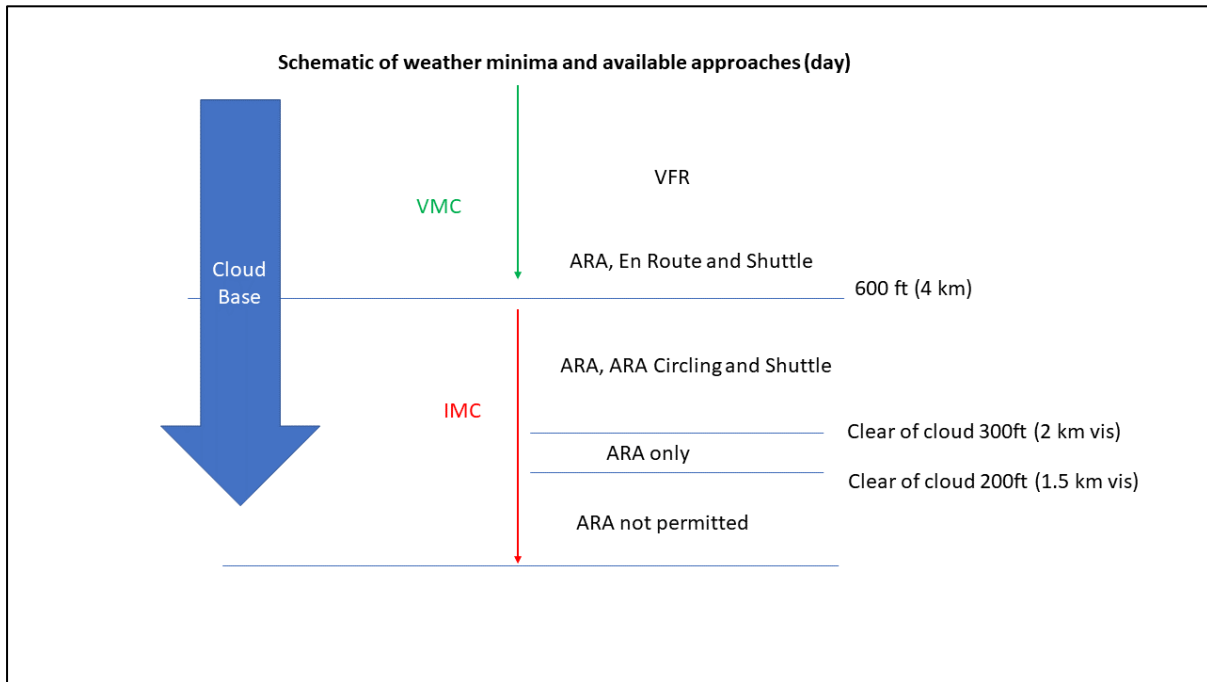 Schematic of weather minima and available approaches (day)
VFR
VMC
ARA, En Route and Shuttle
Cloud
Base
600 ft (4 km)
ARA, ARA Circling and Shuttle
IMC
Clear of cloud 300ft (2 km vis)
ARA only
Clear of cloud 200ft (1.5 km vis)
ARA not permitted